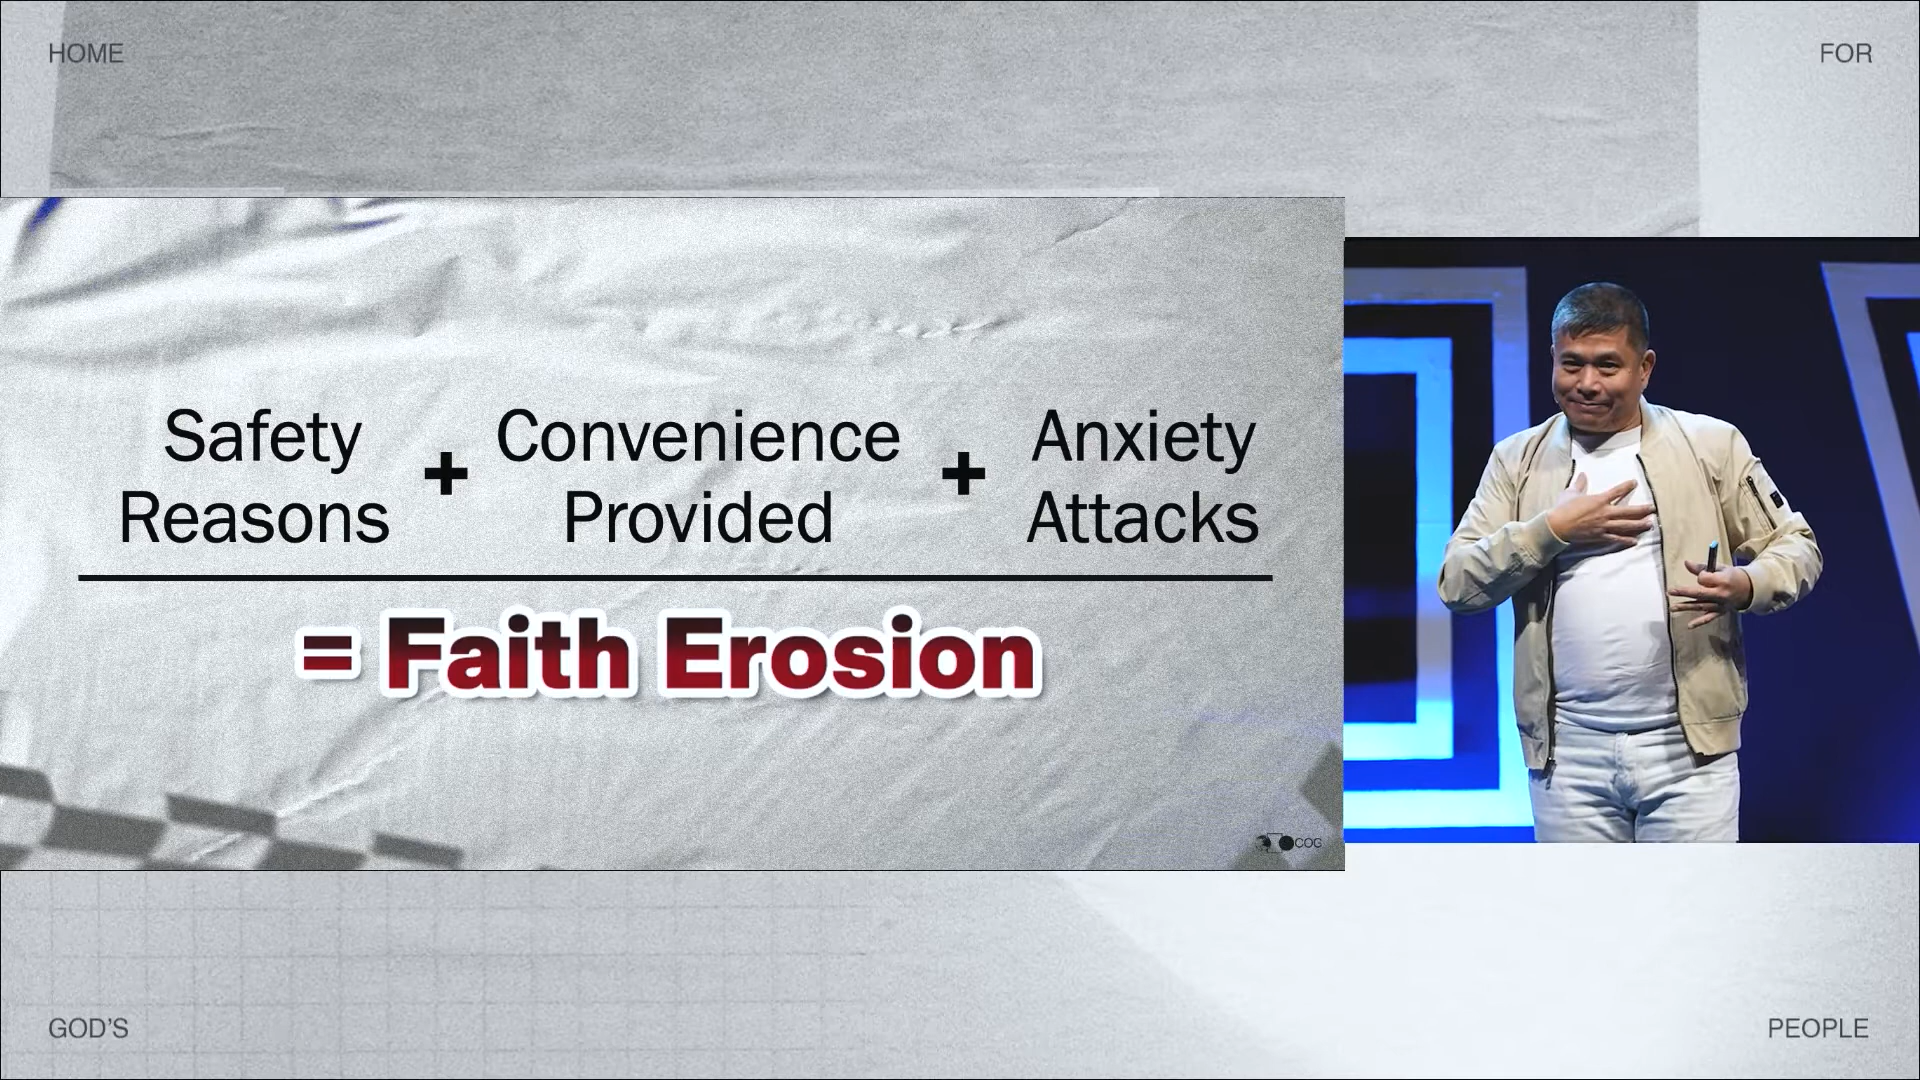 HOME
FOR
Safety Reasons + Convenience Provided + Anxiety Attacks
= Faith Erosion
COG
GOD'S
PEOPLE